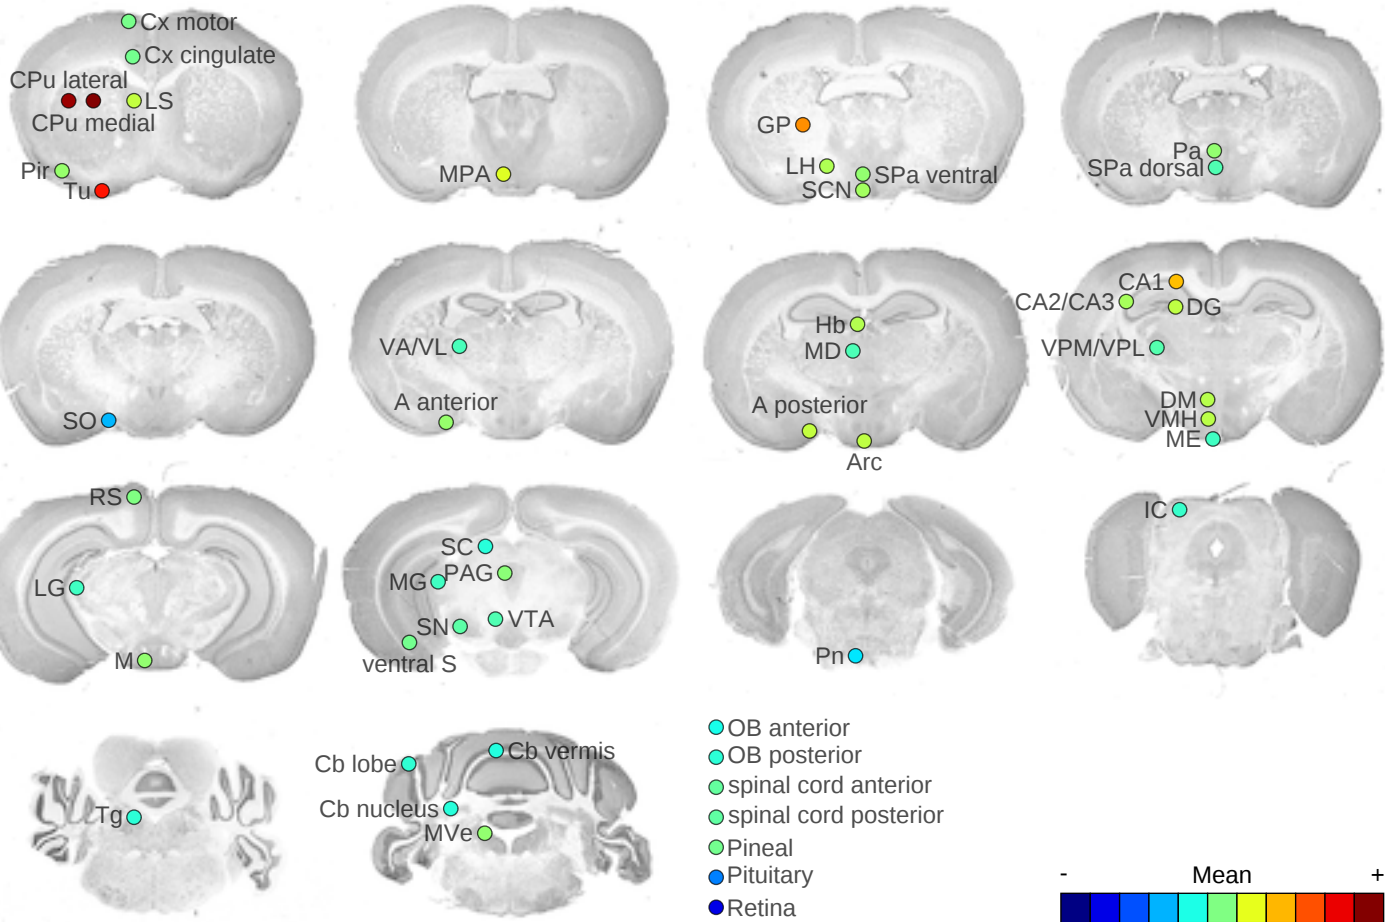 Cx motor
Cx cingulate
CPu lateral
LS
CPu medial
Pir
Tu
MPA
GP
LH
SPa ventral
SCN
Pa
SPa dorsal
SO
VA/VL
A anterior
Hb
MD
A posterior
Arc
CA1
CA2/CA3
DG
VPM/VPL
DM
VMH
ME
RS
LG
M
SC
PAG
MG
VTA
SN
ventral S
Pn
IC
Tg
Cb vermis
Cb lobe
Cb nucleus
MVe
OB anterior
OB posterior
spinal cord anterior
spinal cord posterior
Pineal
Pituitary
Retina
- Mean +